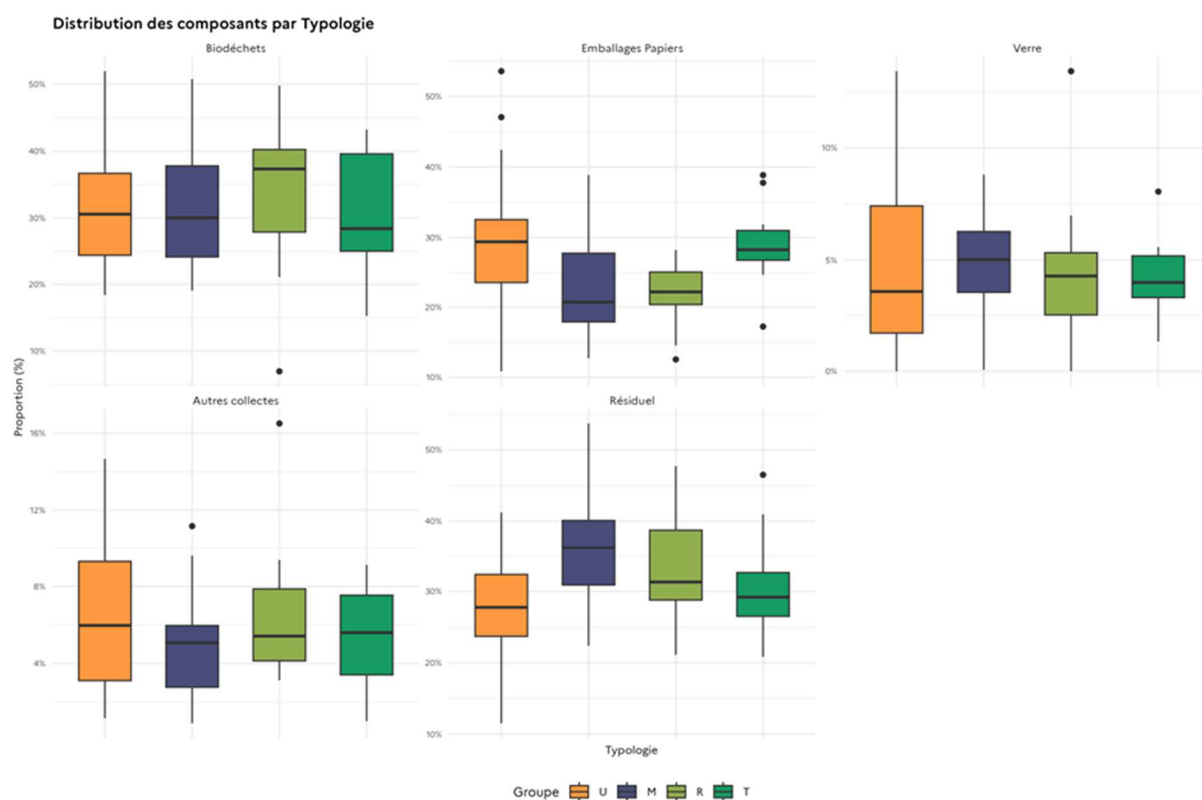 Distribution des composants par Typologie
Biodéchets
Emballages Papiers
Verre
50%
40%
30%
20%
10%
50%
40%
30%
20%
10%
10%
5%
0%
Proportion (%)
Autres collectes
Résiduel
16%
12%
8%
4%
50%
40%
30%
20%
10%
Typologie
Groupe U M R T